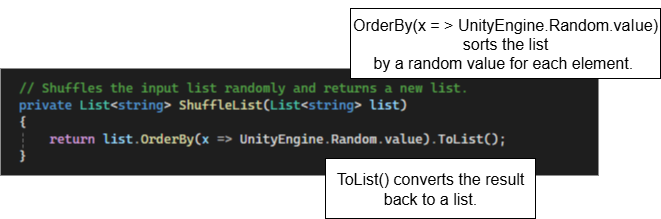 OrderBy(x = > UnityEngine.Random.value)
sorts the list
by a random value for each element.
// Shuffles the input list randomly and returns a new list.
private List<string> ShuffleList(List<string> list)
{
return list.OrderBy(x => UnityEngine.Random.value).ToList();
}
ToList() converts the result
back to a list.